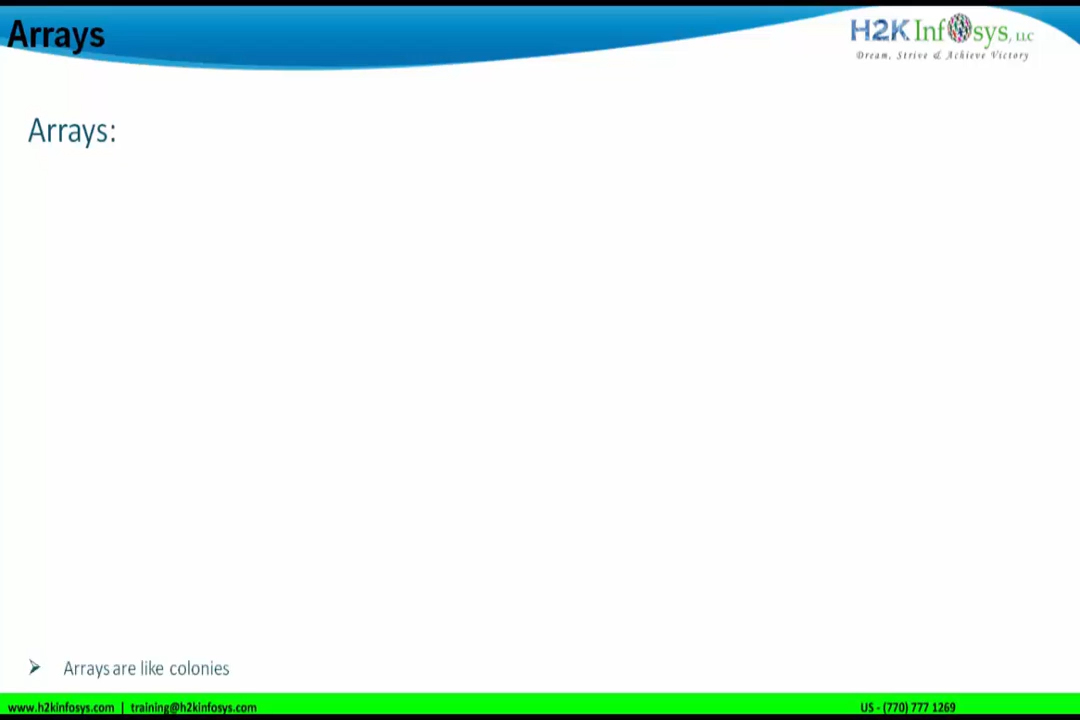 Arrays
H2K Infosys, LLC
Dream, Strive & Achieve Victory
Arrays:
➤ Arrays are like colonies
www.h2kinfosys.com | training@h2kinfosys.com
US - (770) 777 1269